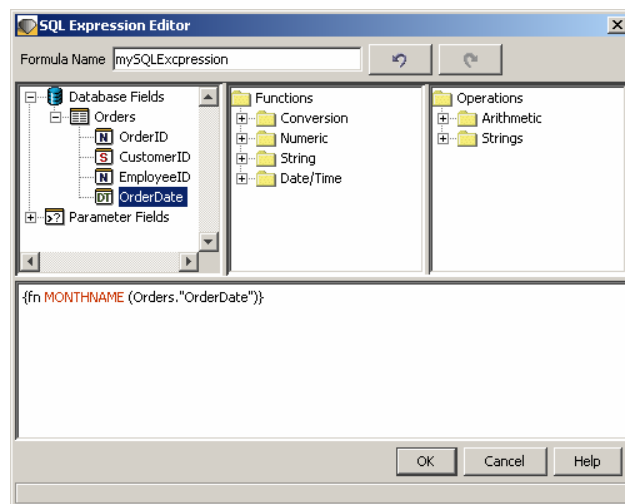 SQL Expression Editor
Formula Name mySQLExcpression
Database Fields
Orders
N OrderID
S CustomerID
N EmployeeID
DT OrderDate
>? Parameter Fields
Functions
Conversion
Numeric
String
Date/Time
Operations
Arithmetic
Strings
{fn MONTHNAME (Orders."OrderDate")}
OK Cancel Help